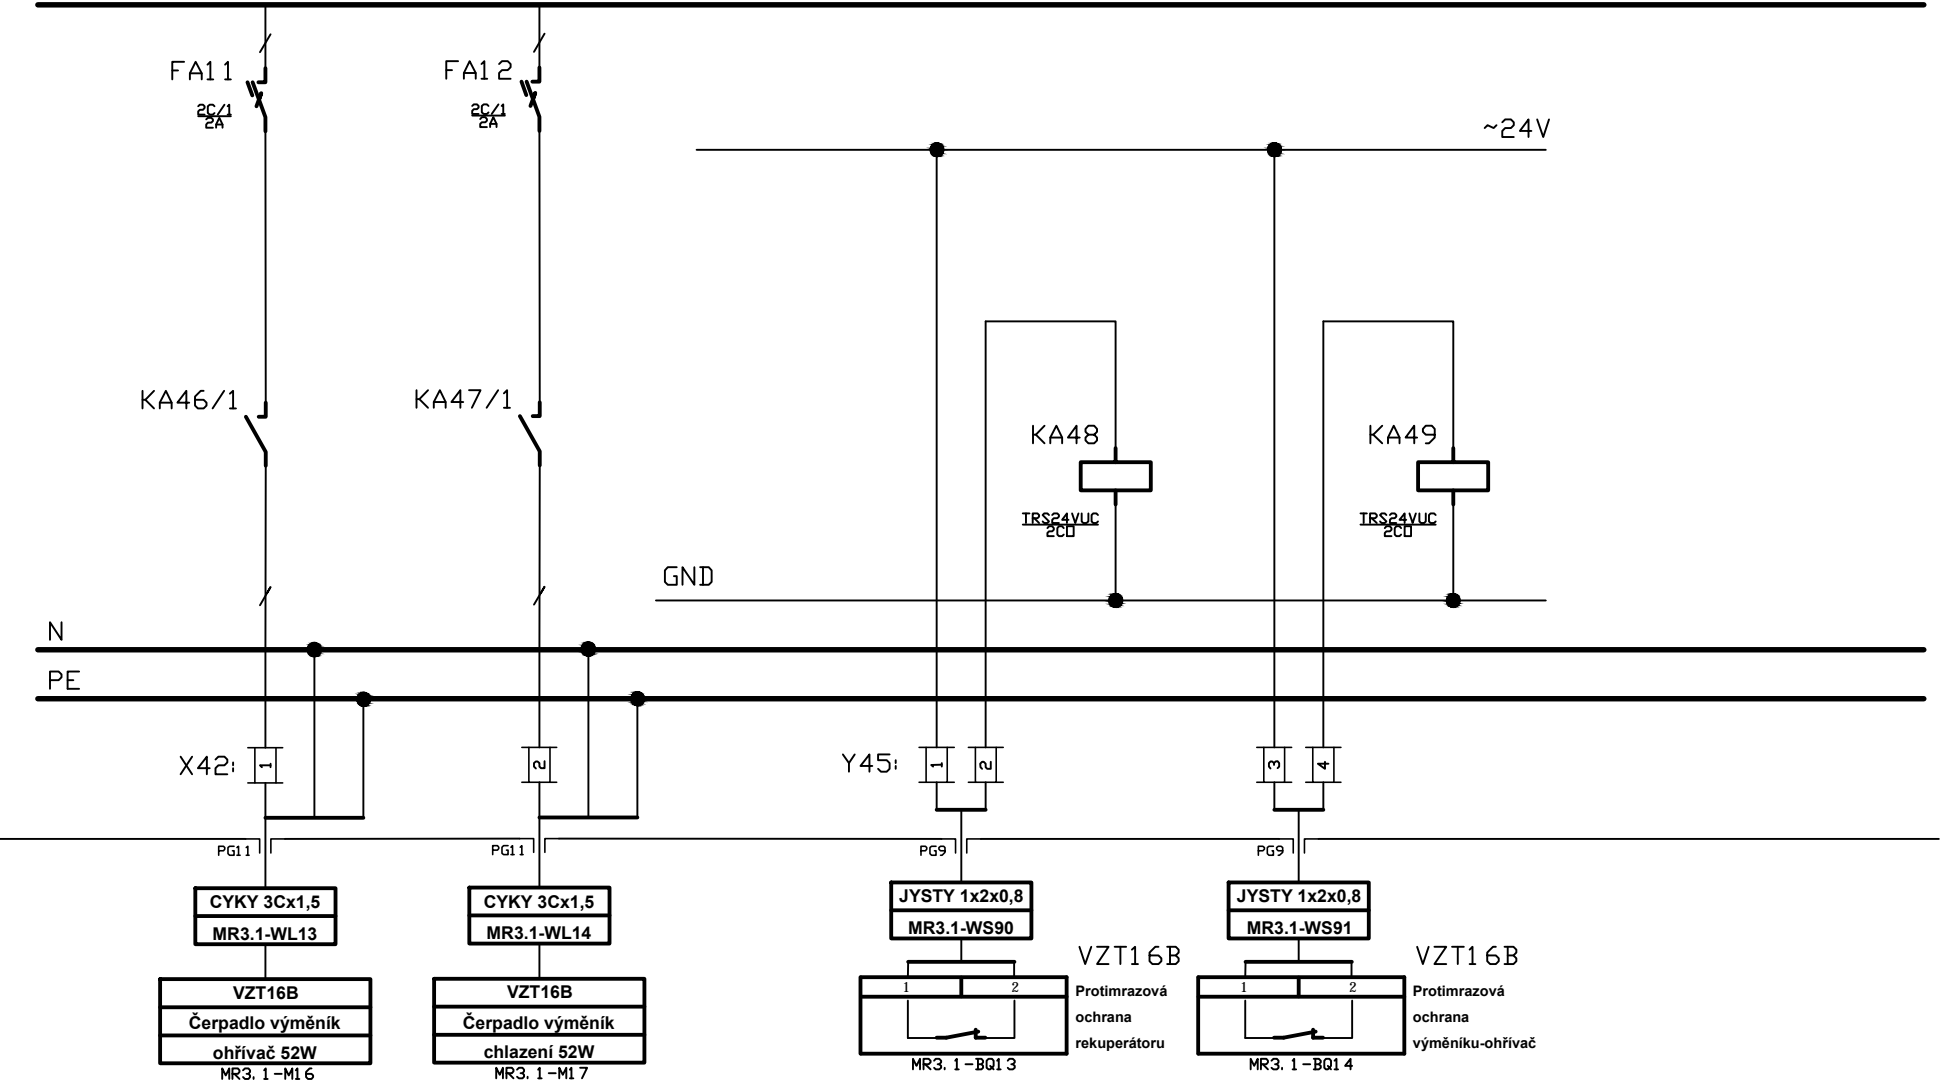 FA11
2C/1
2A
FA12
2C/1
2A
~24V
KA46/1
KA47/1
KA48
TRS24VUC
2CO
KA49
TRS24VUC
2CO
GND
N
PE
X42:
1
2
Y45:
1
2
3
4
PG11
PG11
PG9
PG9
CYKY 3Cx1,5
MR3.1-WL13
CYKY 3Cx1,5
MR3.1-WL14
JYSTY 1x2x0,8
MR3.1-WS90
JYSTY 1x2x0,8
MR3.1-WS91
VZT16B
Čerpadlo výměník
ohřívač 52W
MR3.1-M16
VZT16B
Čerpadlo výměník
chlazení 52W
MR3.1-M17
VZT16B
1 2
Protimrazová
ochrana
rekuperátoru
MR3.1-BQ13
VZT16B
1 2
Protimrazová
ochrana
výměníku-ohřívač
MR3.1-BQ14